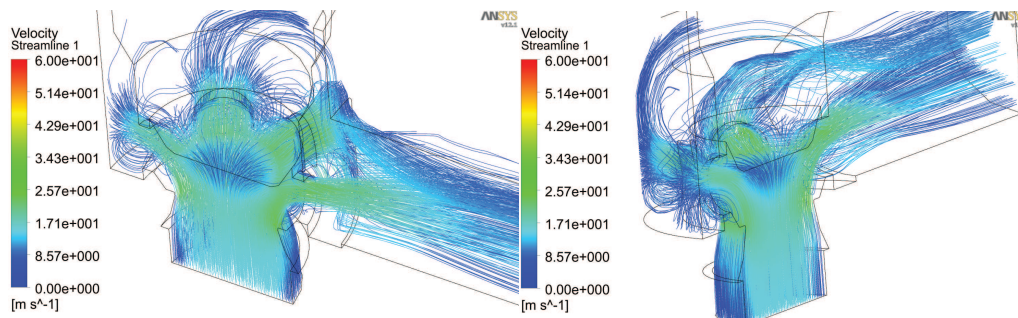 ANSYS
v13.1
Velocity
Streamline 1
6.00e+001
5.14e+001
4.29e+001
3.43e+001
2.57e+001
1.71e+001
8.57e+000
0.00e+000
[m s^-1]
ANSYS
Velocity
Streamline 1
6.00e+001
5.14e+001
4.29e+001
3.43e+001
2.57e+001
1.71e+001
8.57e+000
0.00e+000
[m s^-1]